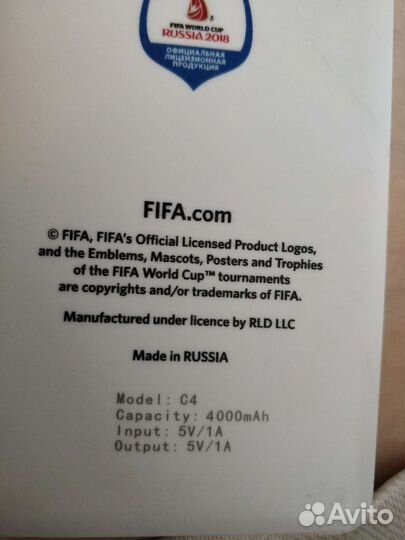 FIFA WORLD CUP
RUSSIA 2018
ОФИЦИАЛЬНАЯ
ЛИЦЕНЗИОННАЯ
ПРОДУКЦИЯ
FIFA.com
© FIFA, FIFA's Official Licensed Product Logos,
and the Emblems, Mascots, Posters and Trophies
of the FIFA World Cup™ tournaments
are copyrights and/or trademarks of FIFA.
Manufactured under licence by RLD LLC
Made in RUSSIA
Model: C4
Capacity: 4000mAh
Input: 5V/1A
Output: 5V/1A
Avito